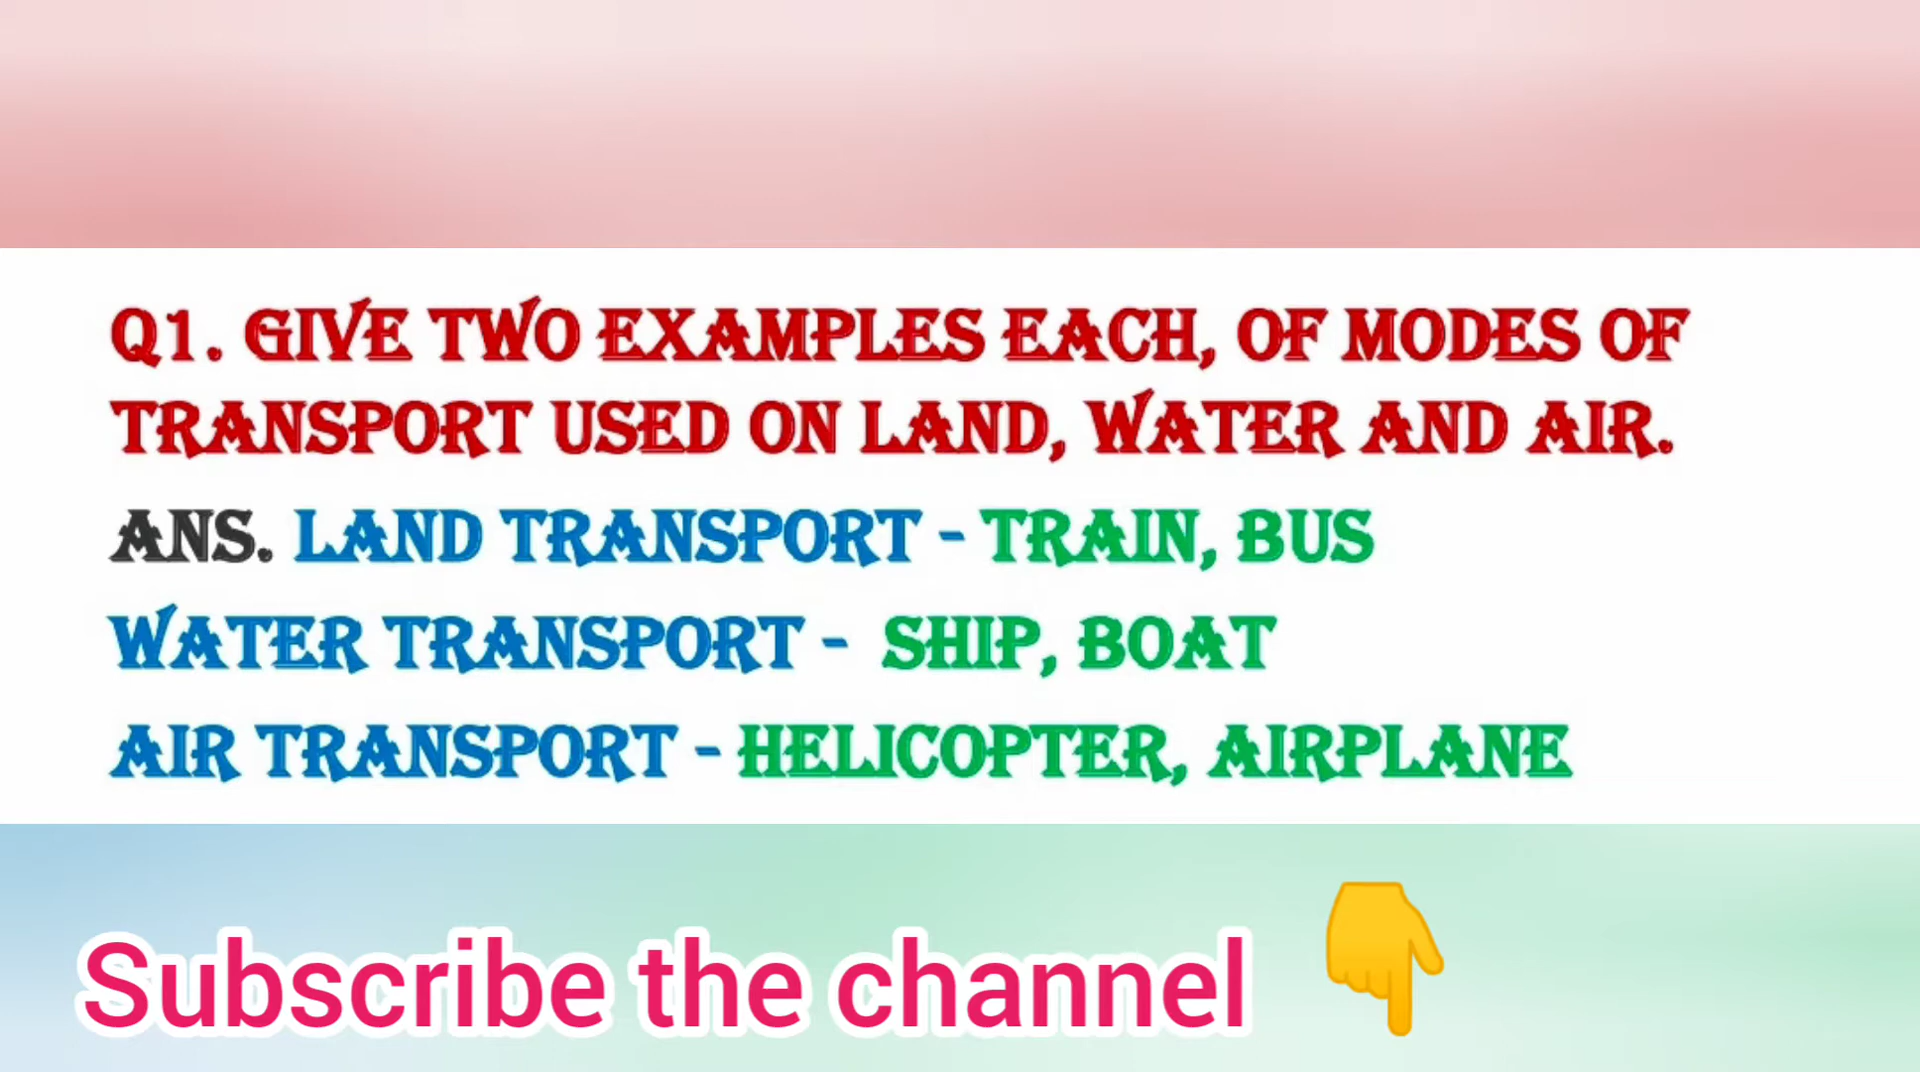 Q1. GIVE TWO EXAMPLES EACH, OF MODES OF
TRANSPORT USED ON LAND, WATER AND AIR.
ANS. LAND TRANSPORT - TRAIN, BUS
WATER TRANSPORT - SHIP, BOAT
AIR TRANSPORT - HELICOPTER, AIRPLANE
Subscribe the channel